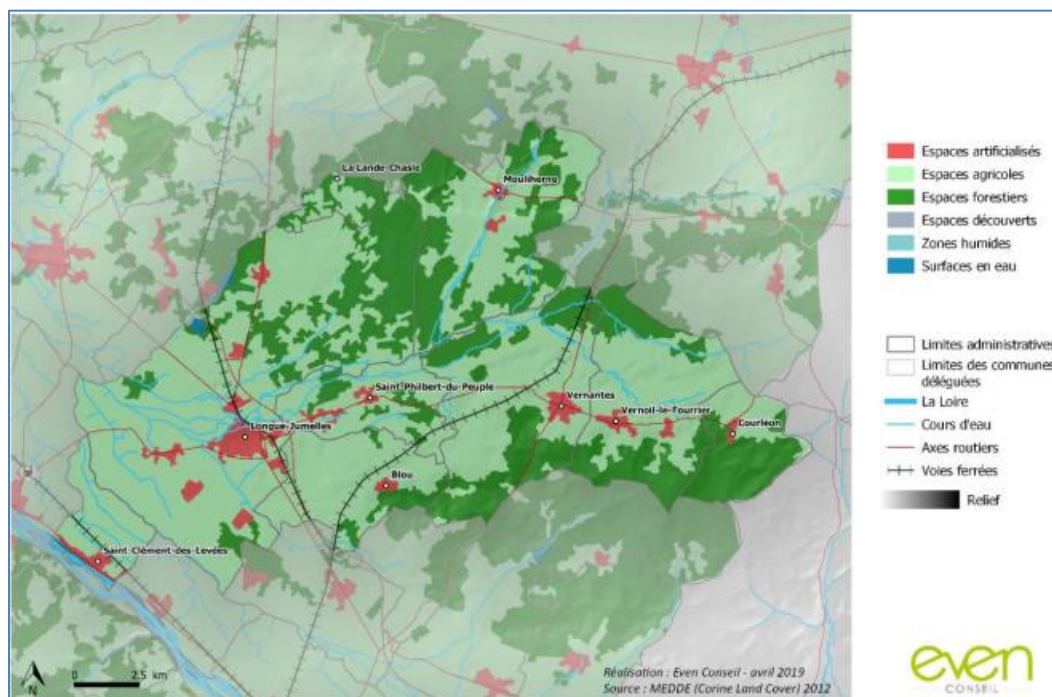 La Lande-Chasle
Mouliherne
Saint-Philbert-du-Peuple
Vernantes
Vernoil-le-Fourrier
Courléon
Longué-Jumelles
Blou
Saint-Clément-des-Levées
N
0 2.5 km
Réalisation : Even Conseil - avril 2019
Source : MEDDE (Corine Land Cover) 2012
Espaces artificialisés
Espaces agricoles
Espaces forestiers
Espaces découverts
Zones humides
Surfaces en eau
Limites administratives
Limites des communes
déléguées
La Loire
Cours d'eau
Axes routiers
Voies ferrées
Relief
even
CONSEIL